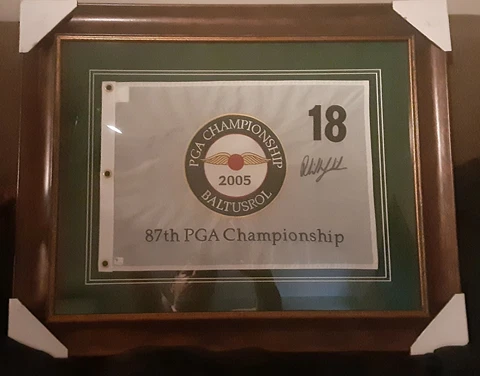 18
PGA CHAMPIONSHIP
2005
BALTUSROL
87th PGA Championship